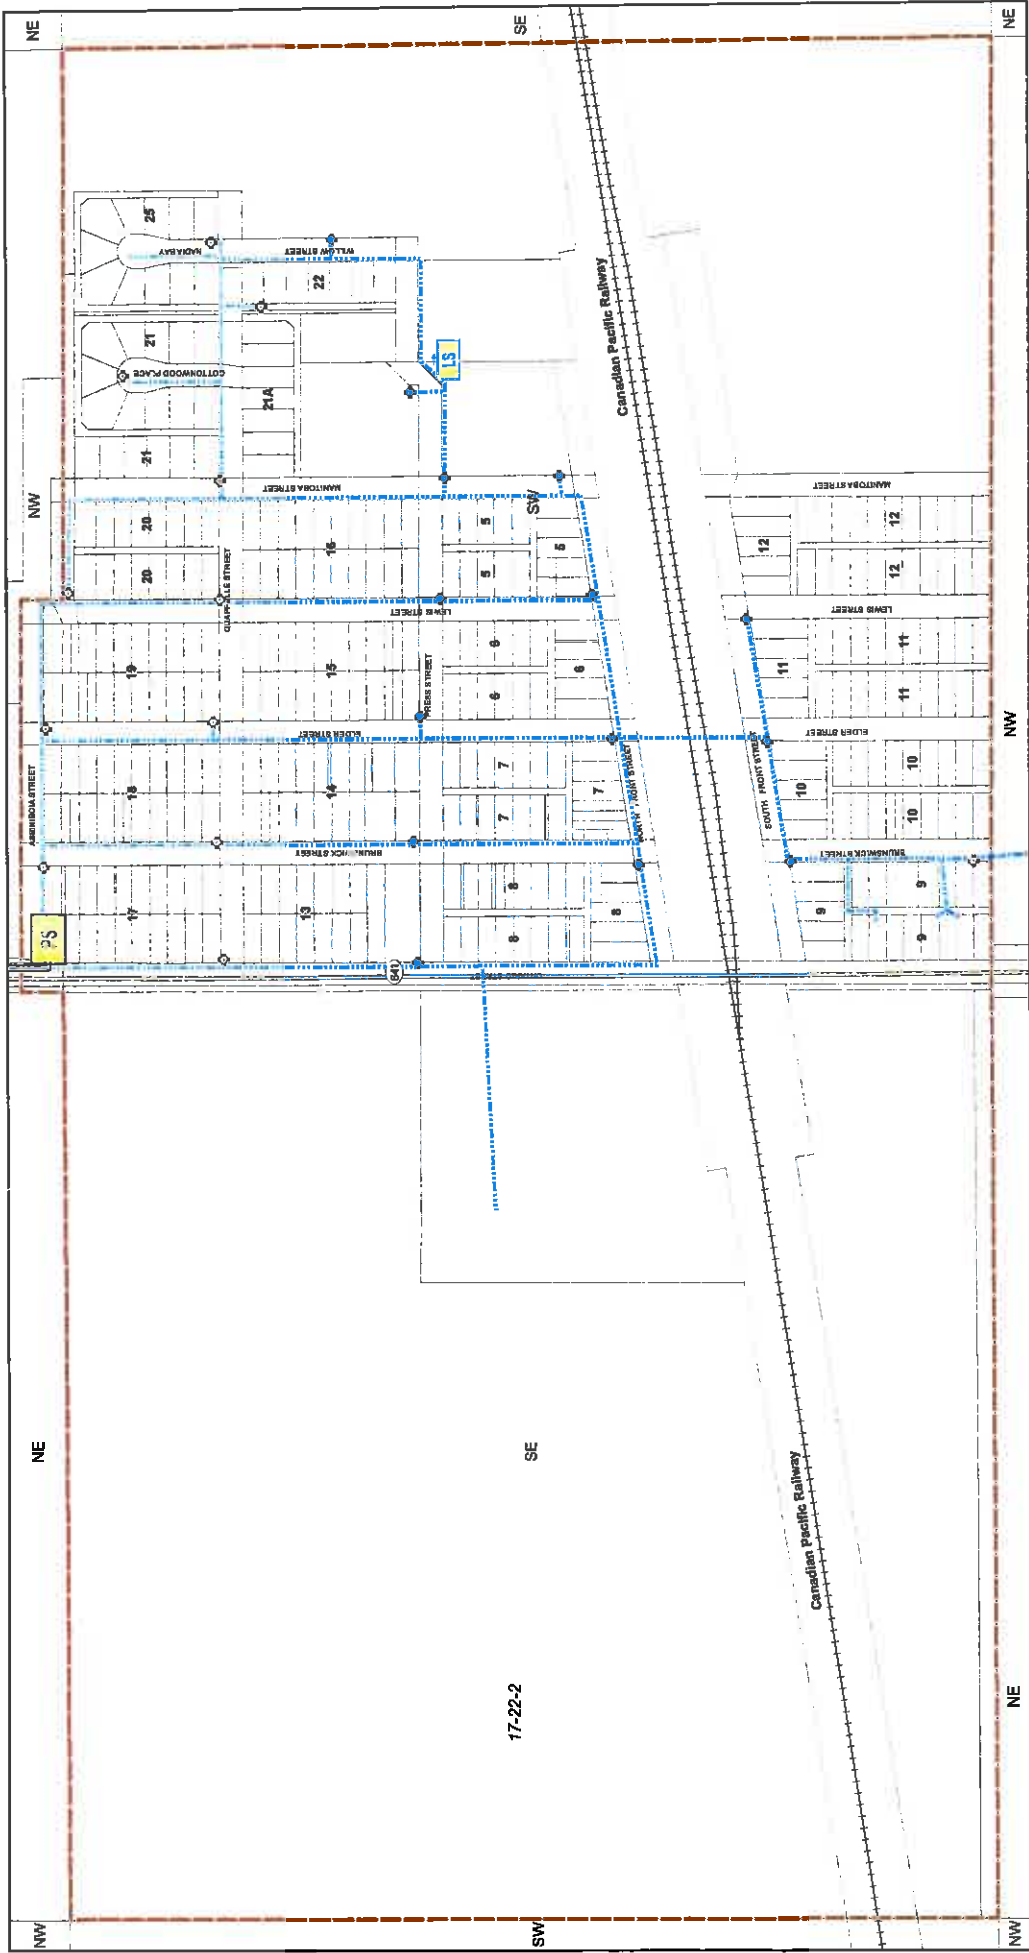 NE
SE
NE
25
NADIA BAY
WILLOW STREET
22
21
COTTONWOOD PLACE
21A
LS
Canadian Pacific Railway
NW
21
MANITOBA STREET
SW
MANITOBA STREET
20
16
5
20
5
5
12
12
12
QUAPPELLE STREET
LEWIS STREET
LEWIS STREET
19
15
6
6
6
11
11
11
PRESS STREET
ELDER STREET
ELDER STREET
NW
ASSINIBOIA STREET
18
14
7
7
7
NORTH FRONT STREET
SOUTH FRONT STREET
10
10
10
BRUNSWICK STREET
17
13
8
8
8
9
9
9
PS
641
NE
SE
Canadian Pacific Railway
17-22-2
NE
NW
SW
NW